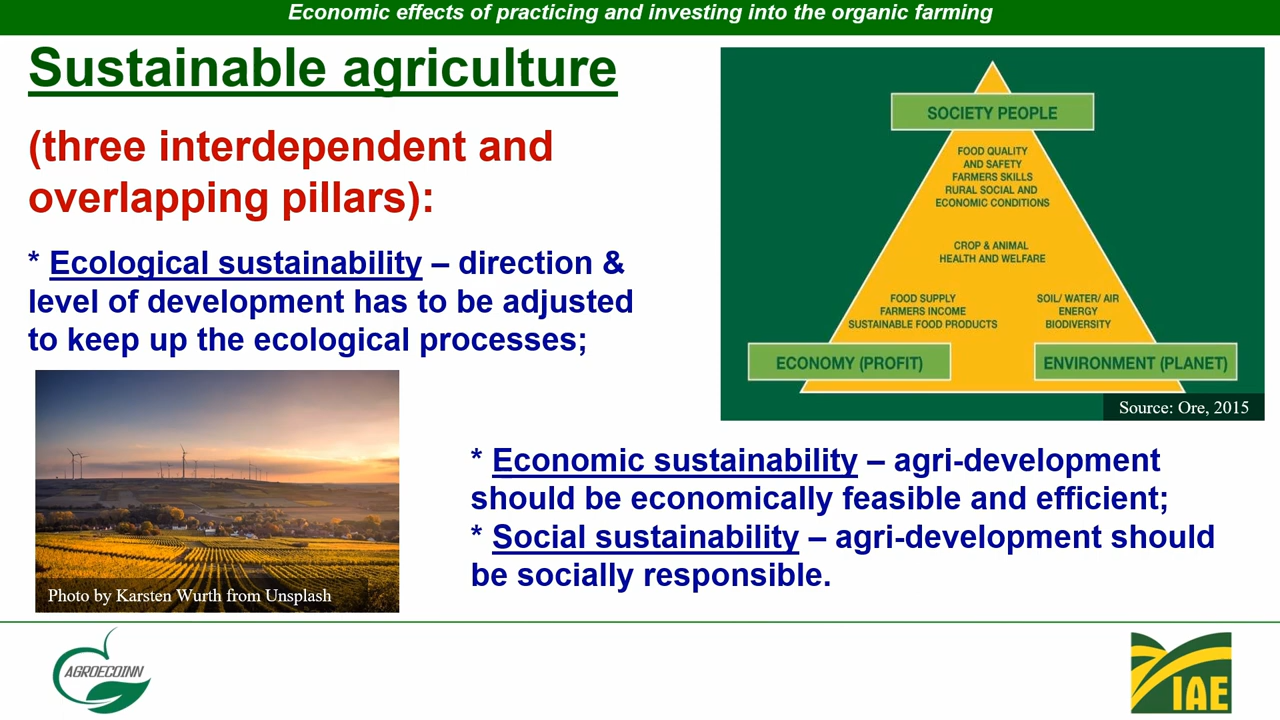 Economic effects of practicing and investing into the organic farming
Sustainable agriculture
(three interdependent and
overlapping pillars):
* Ecological sustainability – direction &
level of development has to be adjusted
to keep up the ecological processes;
SOCIETY PEOPLE
FOOD QUALITY
AND SAFETY
FARMERS SKILLS
RURAL SOCIAL AND
ECONOMIC CONDITIONS
CROP & ANIMAL
HEALTH AND WELFARE
FOOD SUPPLY
FARMERS INCOME
SUSTAINABLE FOOD PRODUCTS
SOIL/ WATER/ AIR
ENERGY
BIODIVERSITY
ECONOMY (PROFIT)
ENVIRONMENT (PLANET)
Source: Ore, 2015
Photo by Karsten Wurth from Unsplash
* Economic sustainability – agri-development
should be economically feasible and efficient;
* Social sustainability – agri-development should
be socially responsible.
AGROECOINN
IAE